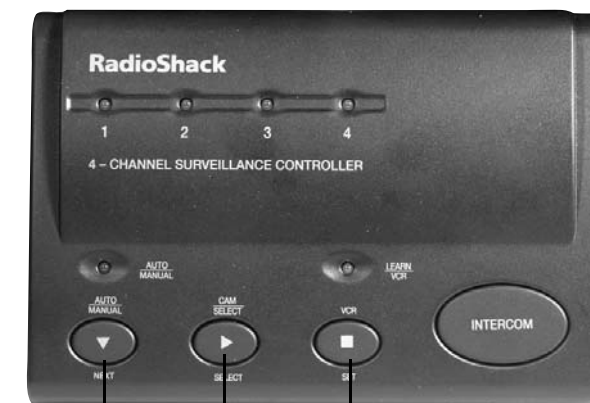 RadioShack
1 2 3 4
4 – CHANNEL SURVEILLANCE CONTROLLER
AUTO
MANUAL
LEARN
VCR
AUTO
MANUAL
CAM
SELECT
VCR
INTERCOM
NEXT
SELECT
SET